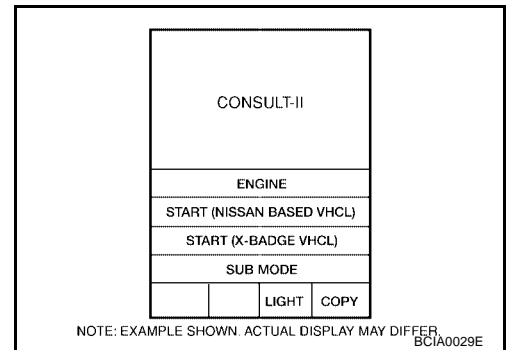 CONSULT-II
ENGINE
START (NISSAN BASED VHCL)
START (X-BADGE VHCL)
SUB MODE
LIGHT COPY
NOTE: EXAMPLE SHOWN. ACTUAL DISPLAY MAY DIFFER.
BCIA0029E